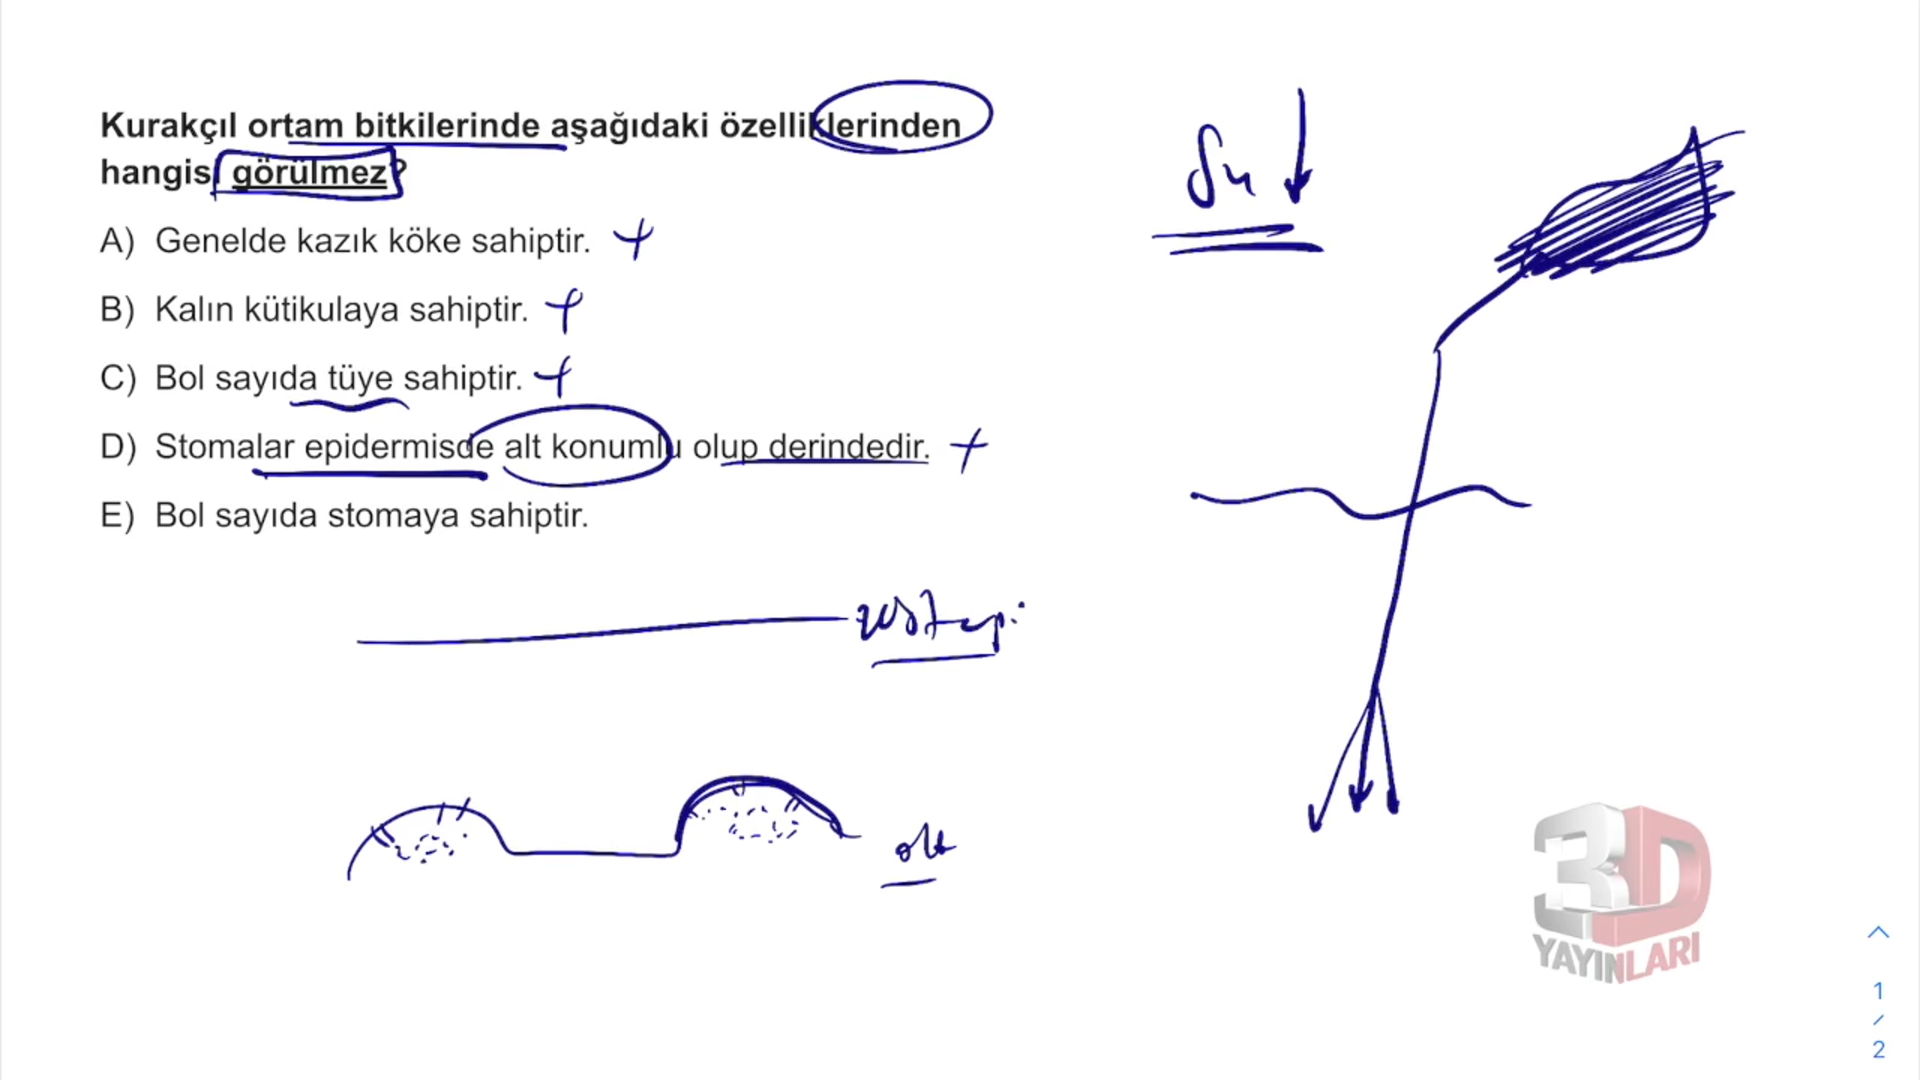 Kurakçıl ortam bitkilerinde aşağıdaki özelliklerinden
hangisi görülmez?
A) Genelde kazık köke sahiptir. +
B) Kalın kütikulaya sahiptir. +
C) Bol sayıda tüye sahiptir. +
D) Stomalar epidermisde alt konumlu olup derindedir. +
E) Bol sayıda stomaya sahiptir.
Su ↓
üst epi.
alt
3D
YAYINLARI
1
/
2